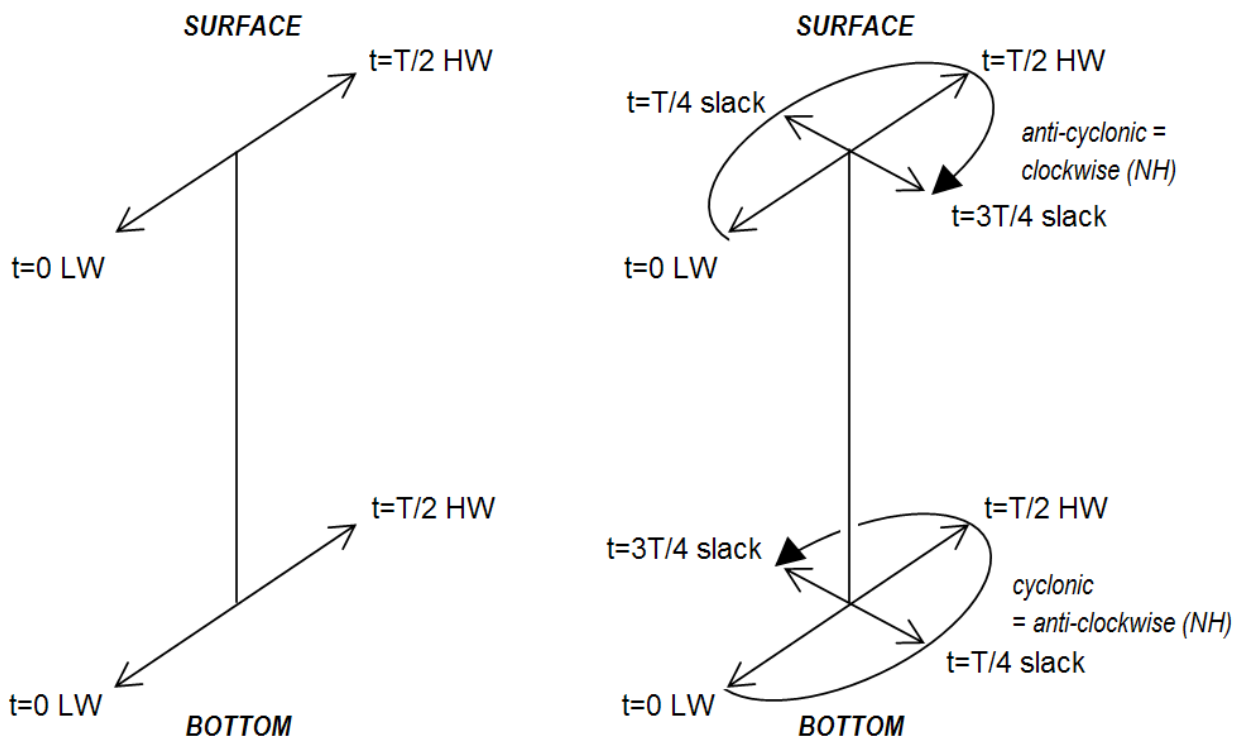 SURFACE
t=T/2 HW
t=0 LW
t=T/2 HW
t=0 LW
BOTTOM
SURFACE
t=T/2 HW
t=T/4 slack
anti-cyclonic =
clockwise (NH)
t=3T/4 slack
t=0 LW
t=T/2 HW
t=3T/4 slack
cyclonic
= anti-clockwise (NH)
t=T/4 slack
t=0 LW
BOTTOM